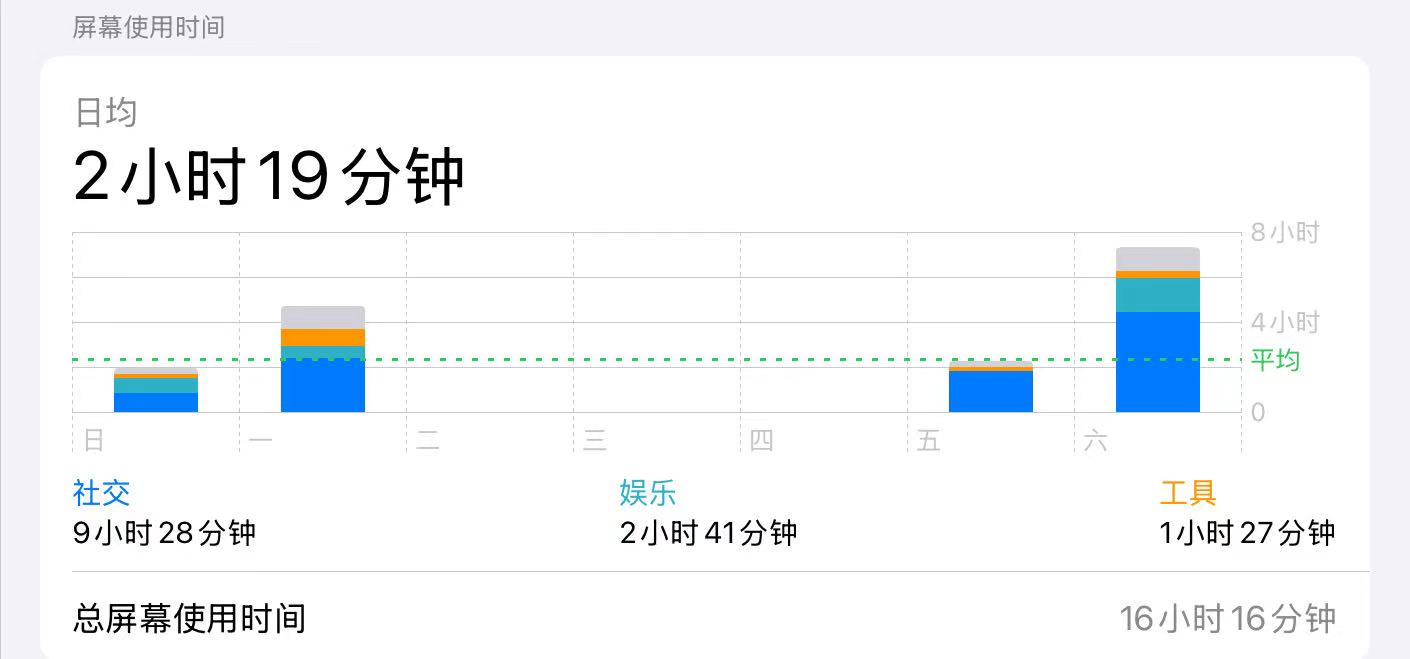 屏幕使用时间
日均
2小时19分钟
8小时
4小时
平均
0
日 一 二 三 四 五 六
社交 娱乐 工具
9小时28分钟 2小时41分钟 1小时27分钟
总屏幕使用时间 16小时16分钟